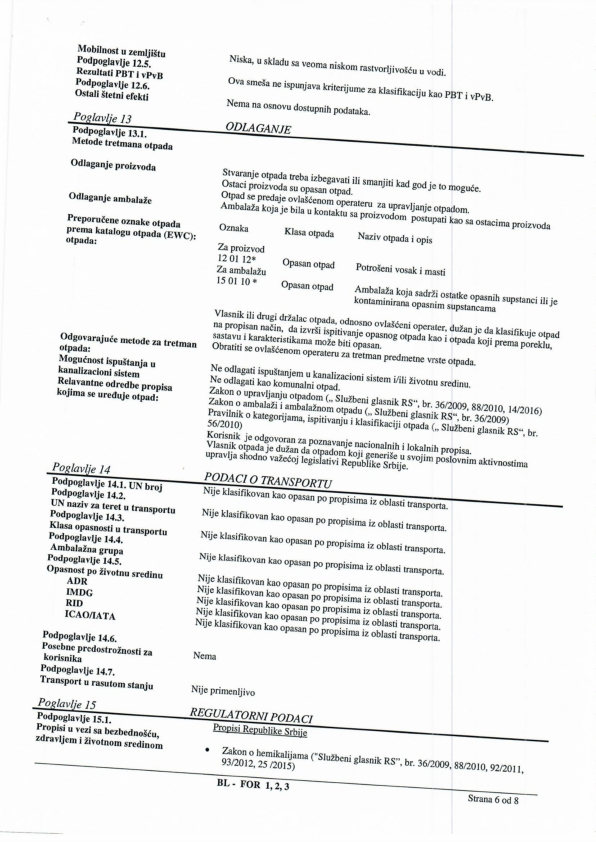 Mobilnost u zemljištu
Niska, u skladu sa veoma niskom rastvorljivošću u vodi.
Podpoglavlje 12.5.
Rezultati PBT i vPvB
Ova smeša ne ispunjava kriterijume za klasifikaciju kao PBT i vPvB.
Podpoglavlje 12.6.
Ostali štetni efekti
Nema na osnovu dostupnih podataka.
Poglavlje 13 ODLAGANJE
Podpoglavlje 13.1.
Metode tretmana otpada
Odlaganje proizvoda
Stvaranje otpada treba izbegavati ili smanjiti kad god je to moguće.
Ostaci proizvoda su opasan otpad.
Otpad se predaje ovlašćenom operateru za upravljanje otpadom.
Odlaganje ambalaže
Ambalaža koja je bila u kontaktu sa proizvodom postupati kao sa ostacima proizvoda
Preporučene oznake otpada
prema katalogu otpada (EWC):
otpada:
Oznaka Klasa otpada Naziv otpada i opis
Za proizvod
12 01 12* Opasan otpad Potrošeni vosak i masti
Za ambalažu
15 01 10 * Opasan otpad Ambalaža koja sadrži ostatke opasnih supstanci ili je
kontaminirana opasnim supstancama
Vlasnik ili drugi držalac otpada, odnosno ovlašćeni operater, dužan je da klasifikuje otpad
na propisan način, da izvrši ispitivanje opasnog otpada kao i otpada koji prema poreklu,
sastavu i karakteristikama može biti opasan.
Odgovarajuće metode za tretman
otpada:
Obratiti se ovlašćenom operateru za tretman predmetne vrste otpada.
Mogućnost ispuštanja u
kanalizacioni sistem
Ne odlagati ispuštanjem u kanalizacioni sistem i/ili životnu sredinu.
Ne odlagati kao komunalni otpad.
Relavantne odredbe propisa
kojima se uređuje otpad:
Zakon o upravljanju otpadom („ Službeni glasnik RS“, br. 36/2009, 88/2010, 14/2016)
Zakon o ambalaži i ambalažnom otpadu („ Službeni glasnik RS“, br. 36/2009)
Pravilnik o kategorijama, ispitivanju i klasifikaciji otpada („ Službeni glasnik RS“, br.
56/2010)
Korisnik je odgovoran za poznavanje nacionalnih i lokalnih propisa.
Vlasnik otpada je dužan da otpadom koji generiše u svojim poslovnim aktivnostima
upravlja shodno važećoj legislativi Republike Srbije.
Poglavlje 14 PODACI O TRANSPORTU
Podpoglavlje 14.1. UN broj
Nije klasifikovan kao opasan po propisima iz oblasti transporta.
Podpoglavlje 14.2.
UN naziv za teret u transportu
Nije klasifikovan kao opasan po propisima iz oblasti transporta.
Podpoglavlje 14.3.
Klasa opasnosti u transportu
Nije klasifikovan kao opasan po propisima iz oblasti transporta.
Podpoglavlje 14.4.
Ambalažna grupa
Nije klasifikovan kao opasan po propisima iz oblasti transporta.
Podpoglavlje 14.5.
Opasnost po životnu sredinu
ADR Nije klasifikovan kao opasan po propisima iz oblasti transporta.
IMDG Nije klasifikovan kao opasan po propisima iz oblasti transporta.
RID Nije klasifikovan kao opasan po propisima iz oblasti transporta.
ICAO/IATA Nije klasifikovan kao opasan po propisima iz oblasti transporta.
Podpoglavlje 14.6.
Posebne predostrožnosti za
korisnika
Nema
Podpoglavlje 14.7.
Transport u rasutom stanju
Nije primenljivo
Poglavlje 15 REGULATORNI PODACI
Podpoglavlje 15.1.
Propisi u vezi sa bezbednošću,
zdravljem i životnom sredinom
Propisi Republike Srbije
• Zakon o hemikalijama ("Službeni glasnik RS", br. 36/2009, 88/2010, 92/2011,
93/2012, 25 /2015)
BL - FOR 1, 2, 3
Strana 6 od 8